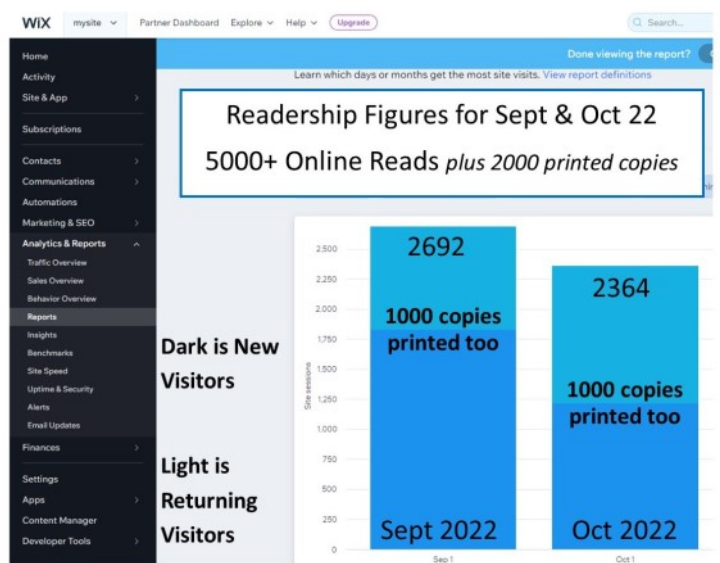 WiX mysite Partner Dashboard Explore Help Upgrade Search...
Home
Activity
Site & App
Subscriptions
Contacts
Communications
Automations
Marketing & SEO
Analytics & Reports
Traffic Overview
Sales Overview
Behavior Overview
Reports
Insights
Benchmarks
Site Speed
Uptime & Security
Alerts
Email Updates
Finances
Settings
Apps
Content Manager
Developer Tools
Done viewing the report?
Learn which days or months get the most site visits. View report definitions
Readership Figures for Sept & Oct 22
5000+ Online Reads plus 2000 printed copies
Dark is New
Visitors
Light is
Returning
Visitors
Site sessions
2,500
2,250
2,000
1,750
1,500
1,250
1,000
750
500
250
0
2692
1000 copies
printed too
Sept 2022
Sep 1
2364
1000 copies
printed too
Oct 2022
Oct 1